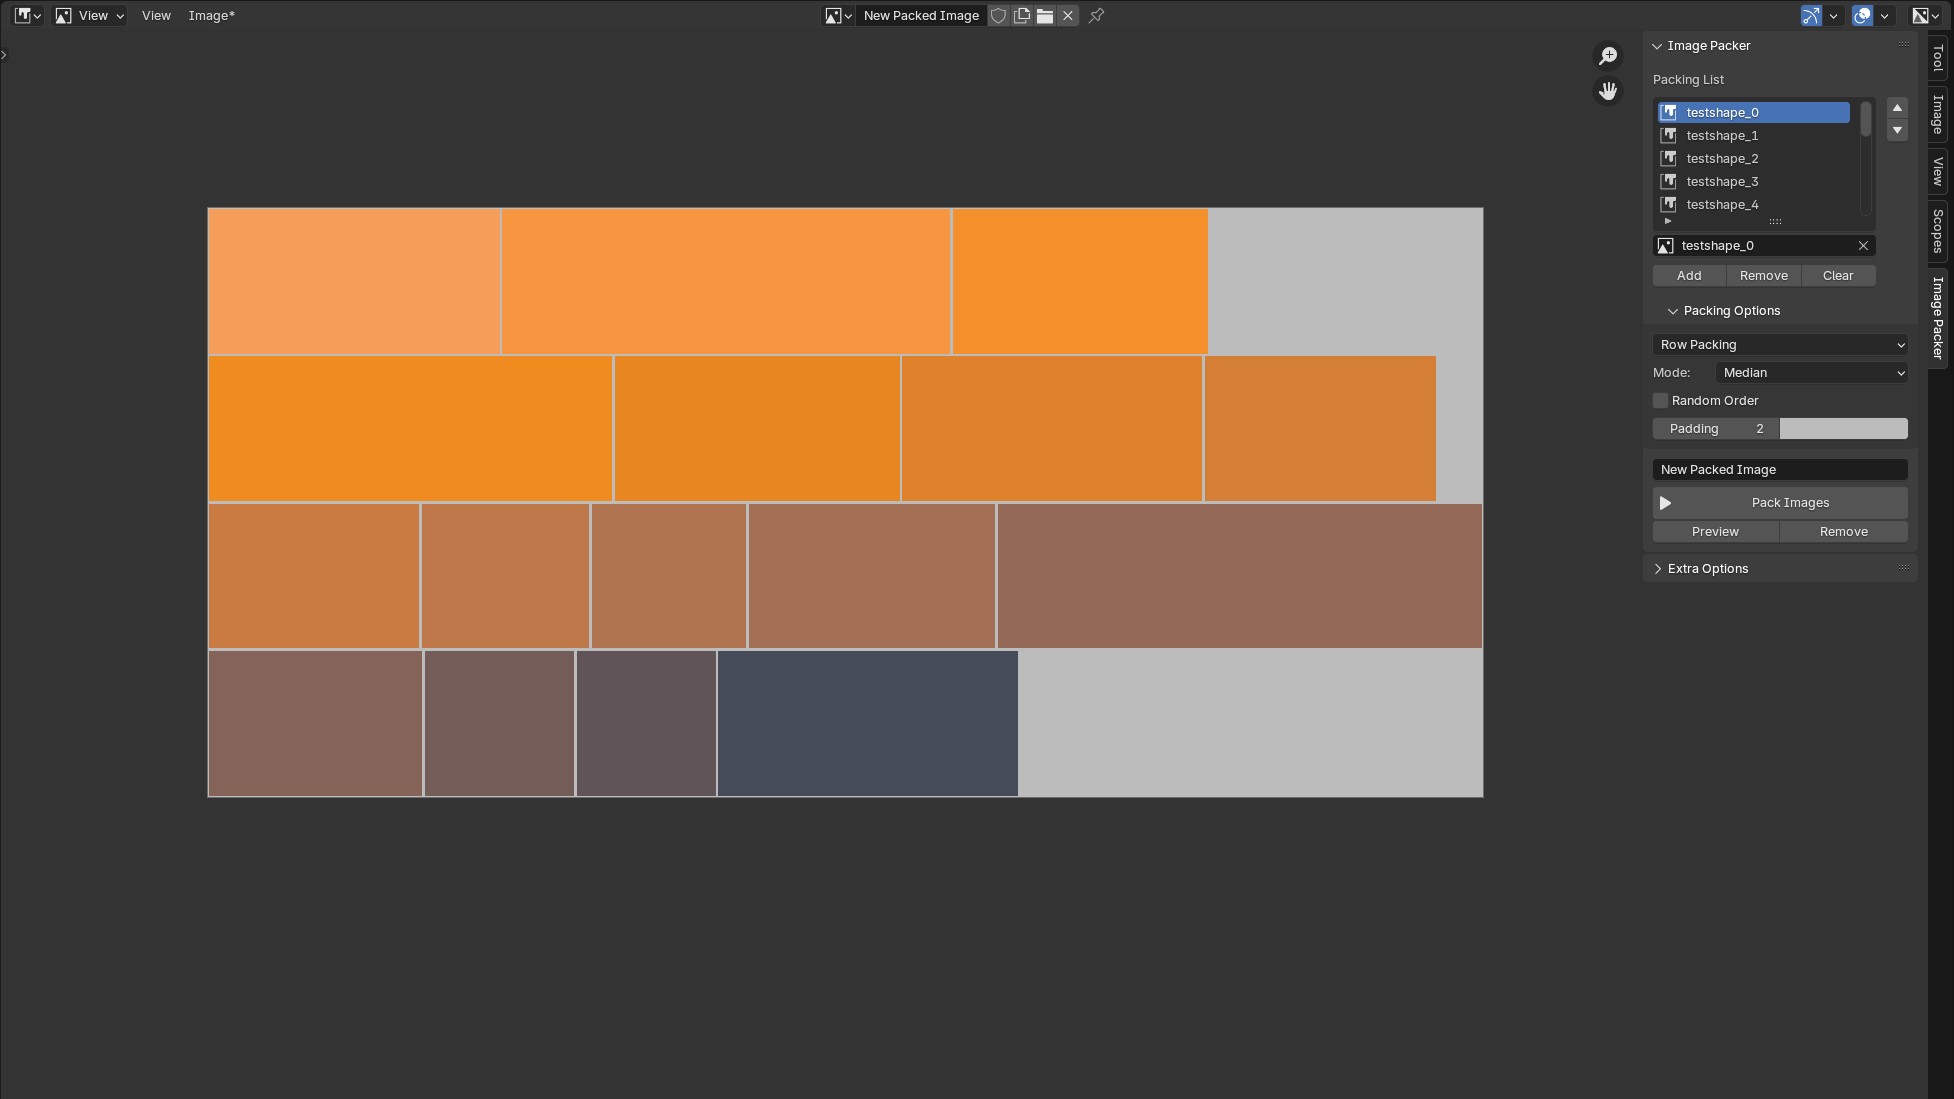 View
View
Image*
New Packed Image
Image Packer
Packing List
testshape_0
testshape_1
testshape_2
testshape_3
testshape_4
testshape_0
Add
Remove
Clear
Packing Options
Row Packing
Mode:
Median
Random Order
Padding 2
New Packed Image
Pack Images
Preview
Remove
Extra Options
Tool
Image
View
Scopes
Image Packer